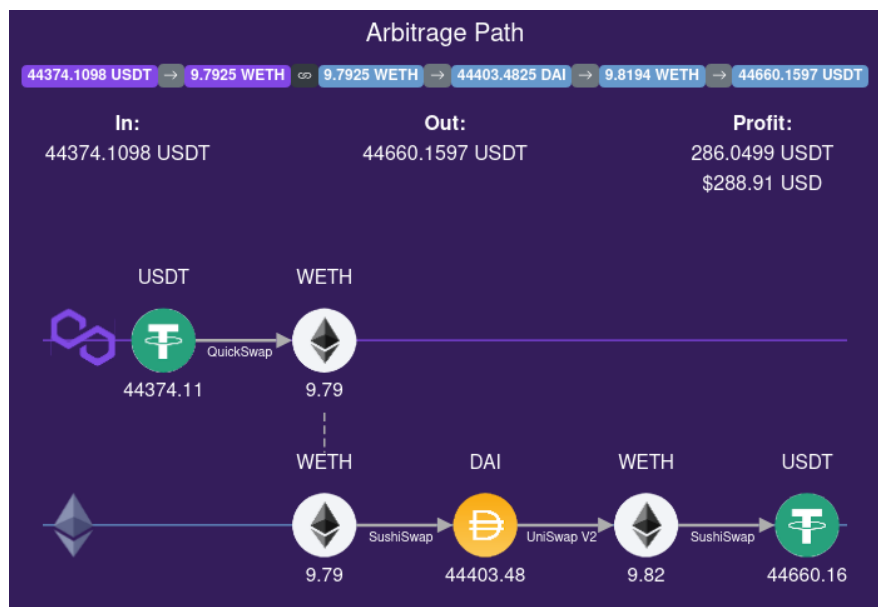 Arbitrage Path
44374.1098 USDT → 9.7925 WETH 9.7925 WETH → 44403.4825 DAI → 9.8194 WETH → 44660.1597 USDT
In: Out: Profit:
44374.1098 USDT 44660.1597 USDT 286.0499 USDT
$288.91 USD
USDT WETH
QuickSwap
44374.11 9.79
WETH DAI WETH USDT
SushiSwap UniSwap V2 SushiSwap
9.79 44403.48 9.82 44660.16